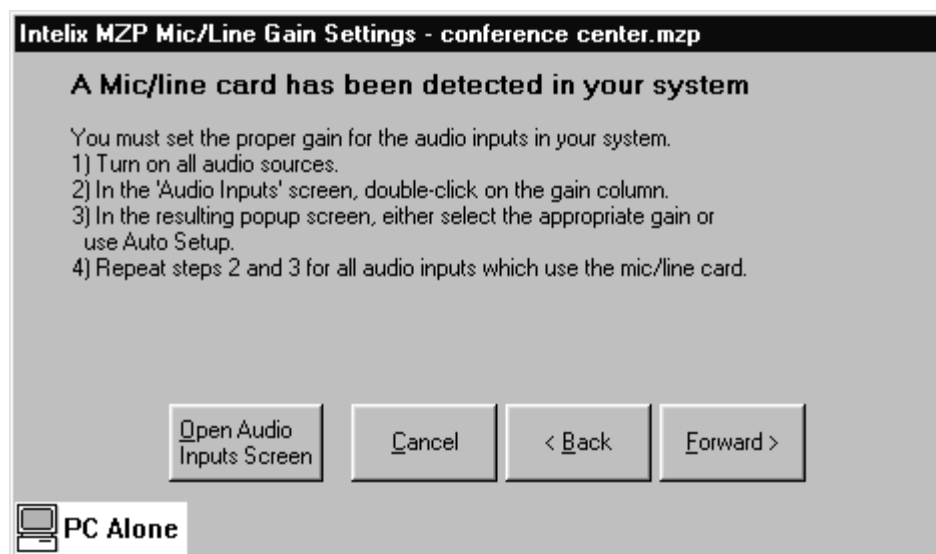 Intelix MZP Mic/Line Gain Settings - conference center.mzp
A Mic/line card has been detected in your system
You must set the proper gain for the audio inputs in your system.
1) Turn on all audio sources.
2) In the 'Audio Inputs' screen, double-click on the gain column.
3) In the resulting popup screen, either select the appropriate gain or
use Auto Setup.
4) Repeat steps 2 and 3 for all audio inputs which use the mic/line card.
Open Audio
Inputs Screen
Cancel
< Back
Forward >
PC Alone